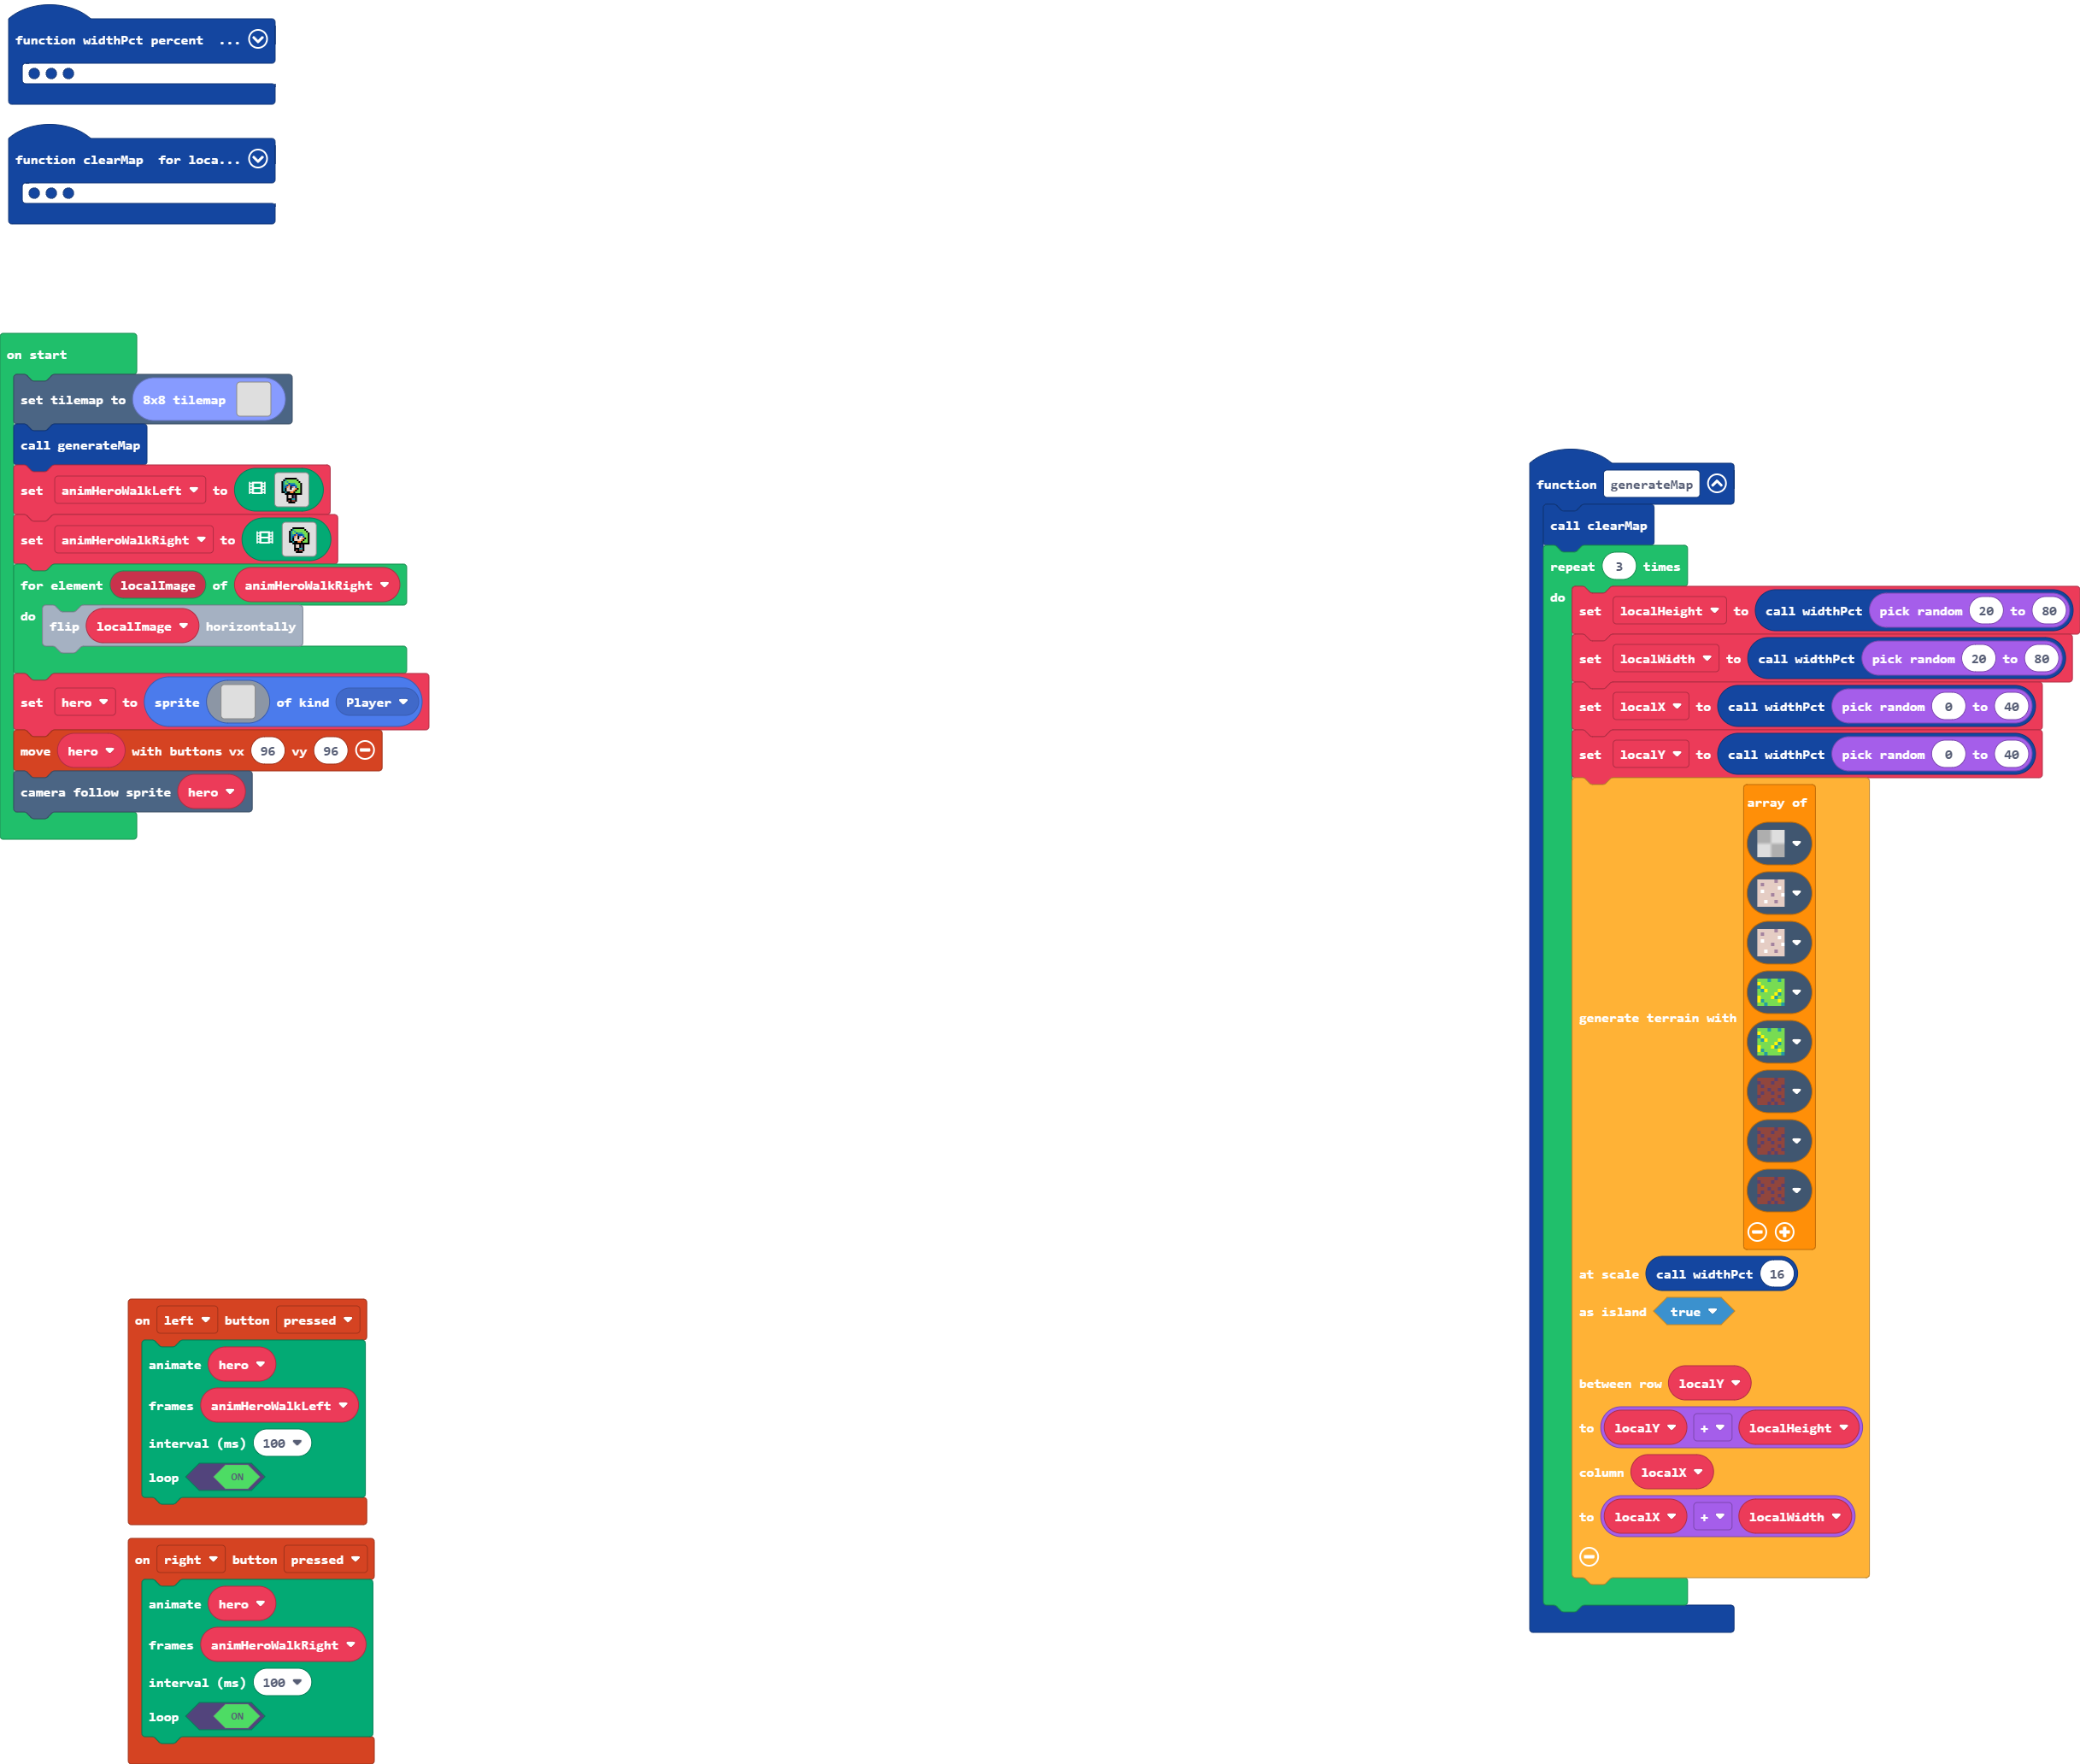 function widthPct percent ...
function clearMap for loca...
on start
set tilemap to 8x8 tilemap
call generateMap
set animHeroWalkLeft to
set animHeroWalkRight to
for element localImage of animHeroWalkRight
do flip localImage horizontally
set hero to sprite of kind Player
move hero with buttons vx 96 vy 96
camera follow sprite hero
on left button pressed
animate hero
frames animHeroWalkLeft
interval (ms) 100
loop ON
on right button pressed
animate hero
frames animHeroWalkRight
interval (ms) 100
loop ON
function generateMap
call clearMap
repeat 3 times
do set localHeight to call widthPct pick random 20 to 80
set localWidth to call widthPct pick random 20 to 80
set localX to call widthPct pick random 0 to 40
set localY to call widthPct pick random 0 to 40
array of
generate terrain with
at scale call widthPct 16
as island true
between row localY
to localY + localHeight
column localX
to localX + localWidth